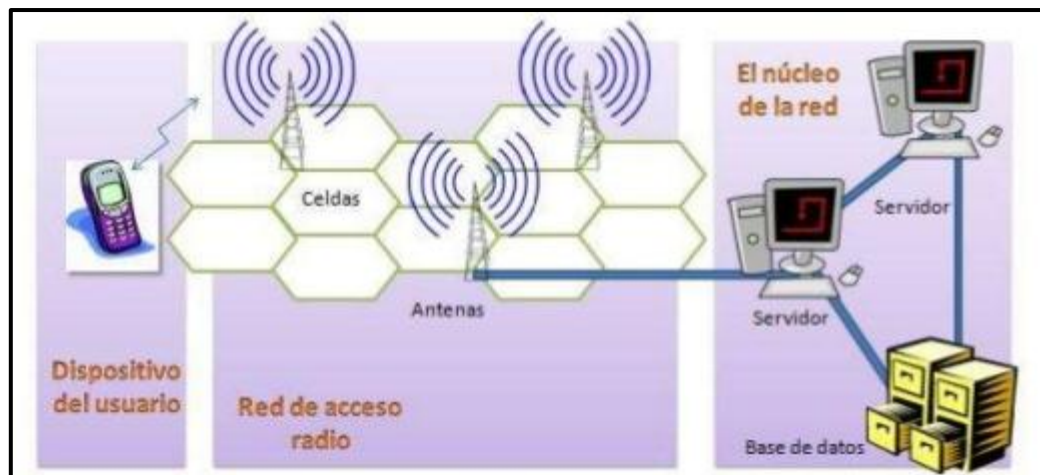 El núcleo
de la red
Celdas
Servidor
Antenas
Servidor
Dispositivo
del usuario
Red de acceso
radio
Base de datos